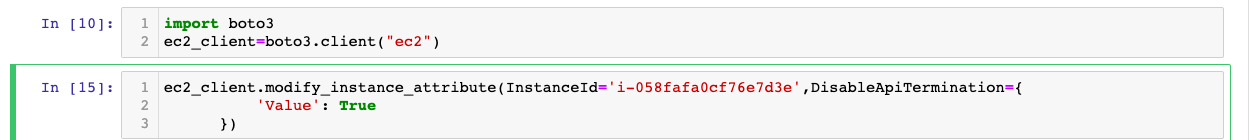 In [10]:
1 import boto3
2 ec2_client=boto3.client("ec2")
In [15]:
1 ec2_client.modify_instance_attribute(InstanceId='i-058fafa0cf76e7d3e',DisableApiTermination={
2 'Value': True
3 })